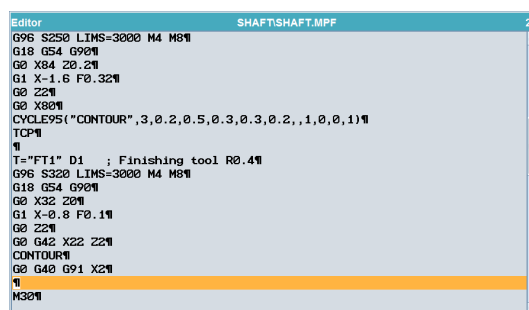 Editor SHAFT\SHAFT.MPF 2
G96 S250 LIMS=3000 M4 M8¶
G18 G54 G90¶
G0 X84 Z0.2¶
G1 X-1.6 F0.32¶
G0 Z2¶
G0 X80¶
CYCLE95("CONTOUR",3,0.2,0.5,0.3,0.3,0.2,,1,0,0,1)¶
TCP¶
¶
T="FT1" D1 ; Finishing tool R0.4¶
G96 S320 LIMS=3000 M4 M8¶
G18 G54 G90¶
G0 X32 Z0¶
G1 X-0.8 F0.1¶
G0 Z2¶
G0 G42 X22 Z2¶
CONTOUR¶
G0 G40 G91 X2¶
¶
M30¶